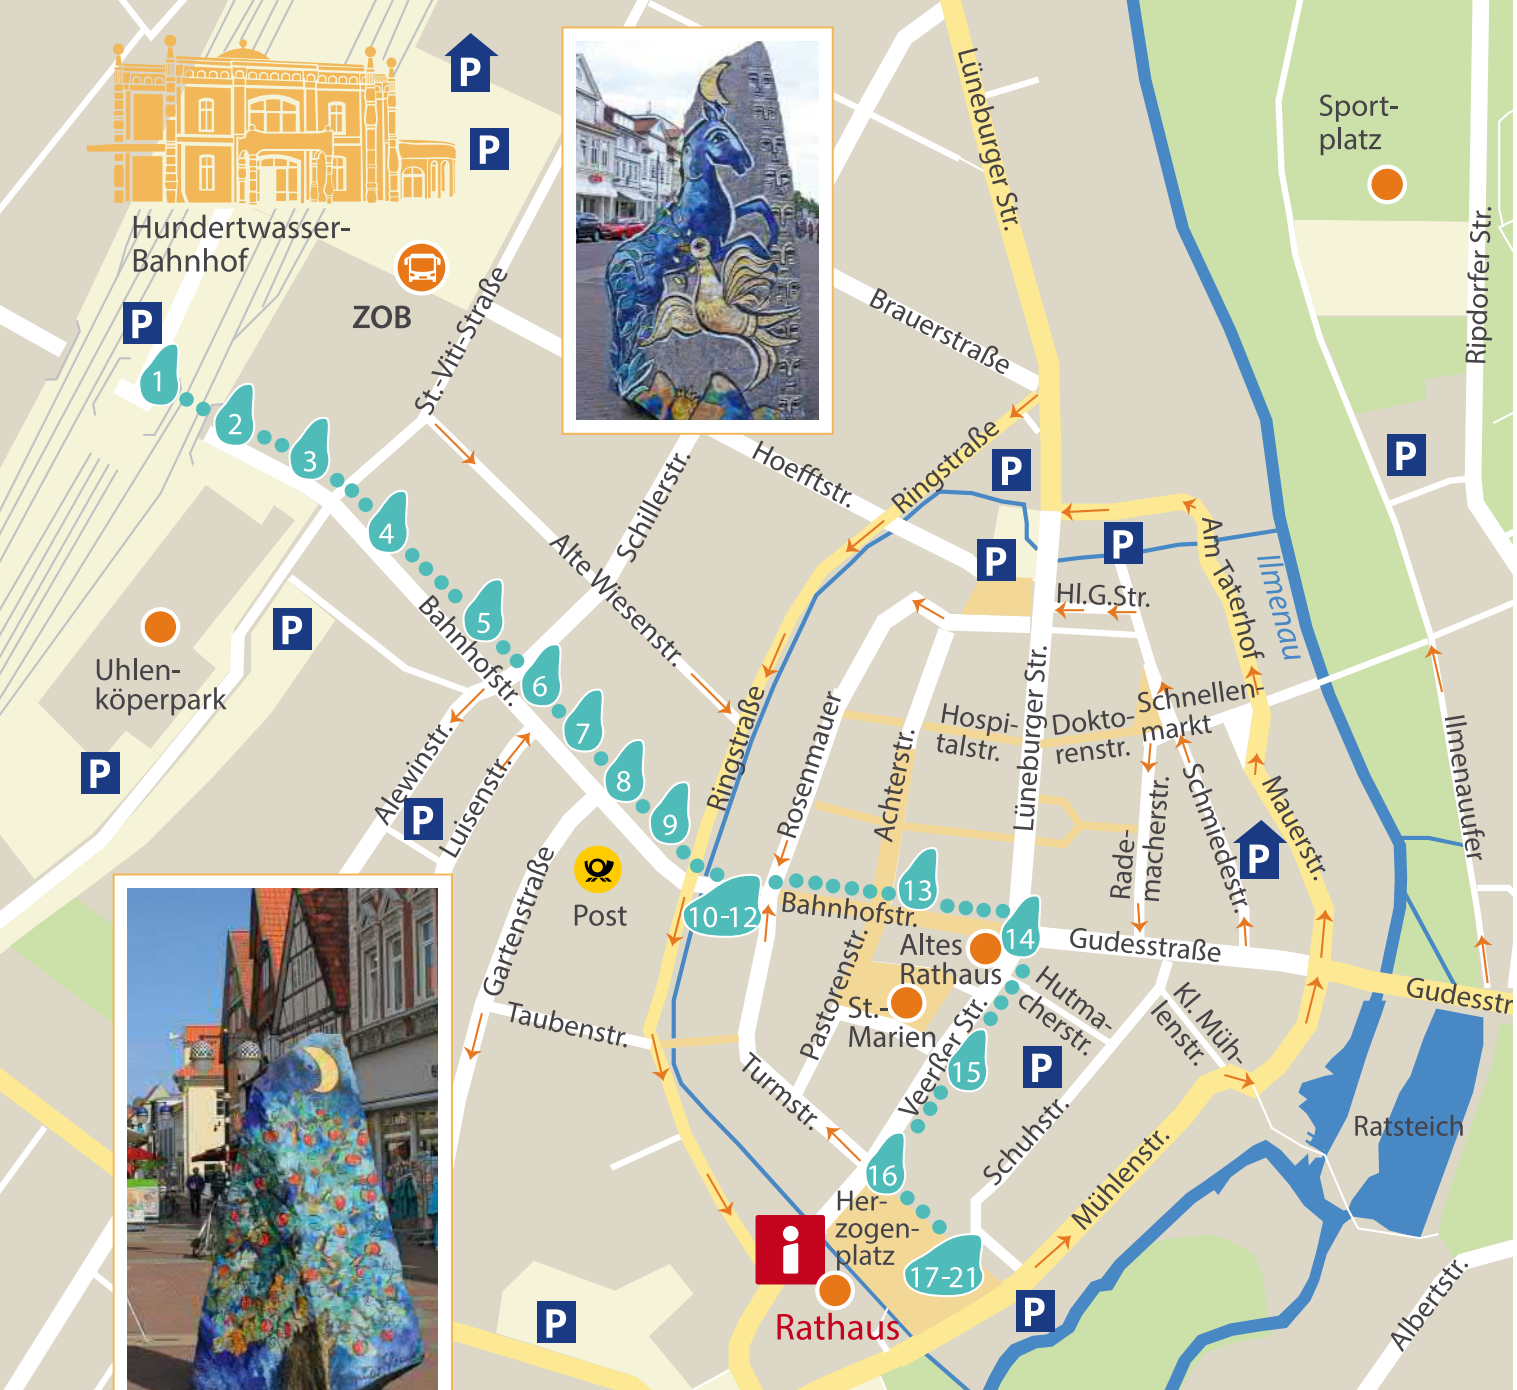 P
P
Hundertwasser-
Bahnhof
ZOB
P
St.-Viti-Straße
Lüneburger Str.
Sport-
platz
Ripdorfer Str.
Brauerstraße
1
2
3
4
5
6
7
8
9
10-12
13
14
15
16
17-21
Hoefftstr.
Ringstraße
P
P
P
P
Schillerstr.
Alte Wiesenstr.
Am Taterhof
Ilmenau
Hl.G.Str.
Uhlen-
köperpark
P
P
Bahnhofstr.
Alewinstr.
Luisenstr.
P
Ringstraße
Rosenmauer
Achterstr.
Hospi-
talstr.
Lüneburger Str.
Dokto-
renstr.
Schnellen-
markt
Rade-
macherstr.
Schmiedestr.
Mauerstr.
P
Ilmenauufer
Gartenstraße
Post
Bahnhofstr.
Altes
Rathaus
Gudesstraße
Gudesstr
Pastorenstr.
St.-
Marien
Hutma-
cherstr.
Kl. Müh-
lenstr.
Taubenstr.
Turmstr.
Veerßer Str.
P
Schuhstr.
Mühlenstr.
Ratsteich
Her-
zogen-
platz
i
Rathaus
P
P
Albertstr.